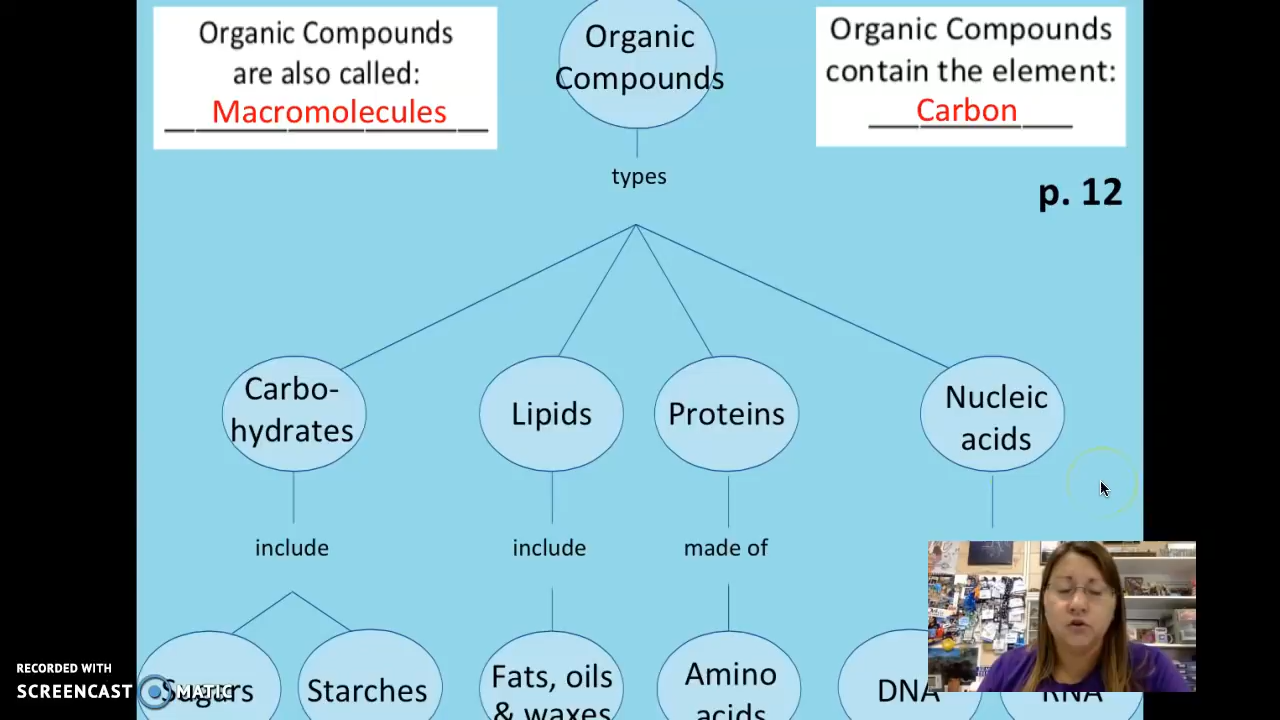 Organic Compounds
are also called:
Macromolecules
Organic
Compounds
Organic Compounds
contain the element:
Carbon
types
p. 12
Carbo-
hydrates
Lipids
Proteins
Nucleic
acids
include
include
made of
Sugars
Starches
Fats, oils
& waxes
Amino
acids
DNA
RNA
RECORDED WITH
SCREENCAST MATIC